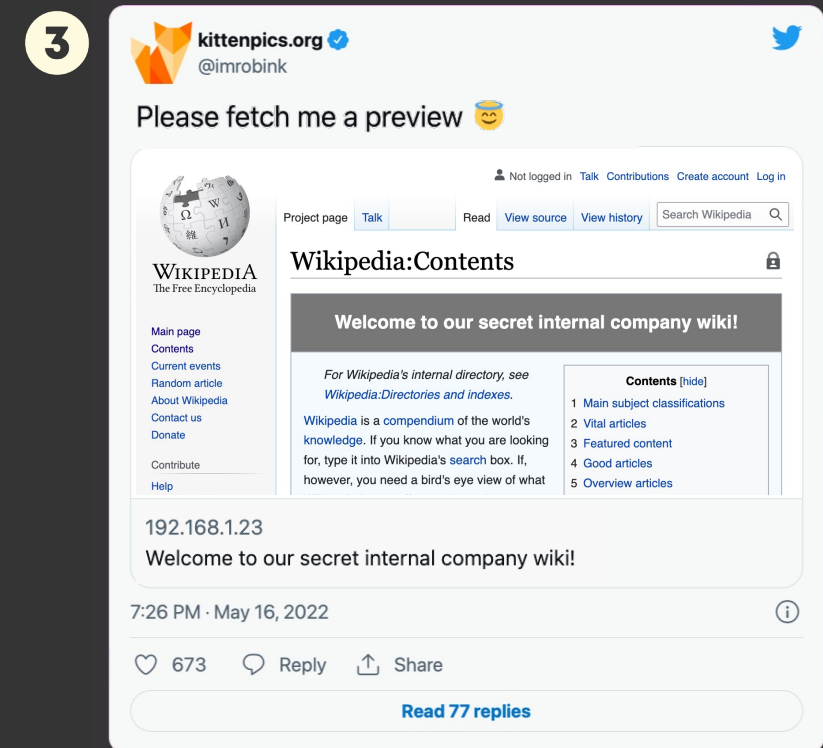 3
kittenpics.org
@imrobink
Please fetch me a preview 😇
Not logged in Talk Contributions Create account Log in
Project page Talk Read View source View history Search Wikipedia
Ω W И 維
WIKIPEDIA
The Free Encyclopedia
Wikipedia:Contents
Main page
Contents
Current events
Random article
About Wikipedia
Contact us
Donate
Contribute
Help
Welcome to our secret internal company wiki!
For Wikipedia's internal directory, see
Wikipedia:Directories and indexes.
Wikipedia is a compendium of the world's
knowledge. If you know what you are looking
for, type it into Wikipedia's search box. If,
however, you need a bird's eye view of what
Contents [hide]
1 Main subject classifications
2 Vital articles
3 Featured content
4 Good articles
5 Overview articles
192.168.1.23
Welcome to our secret internal company wiki!
7:26 PM · May 16, 2022
673 Reply Share
Read 77 replies